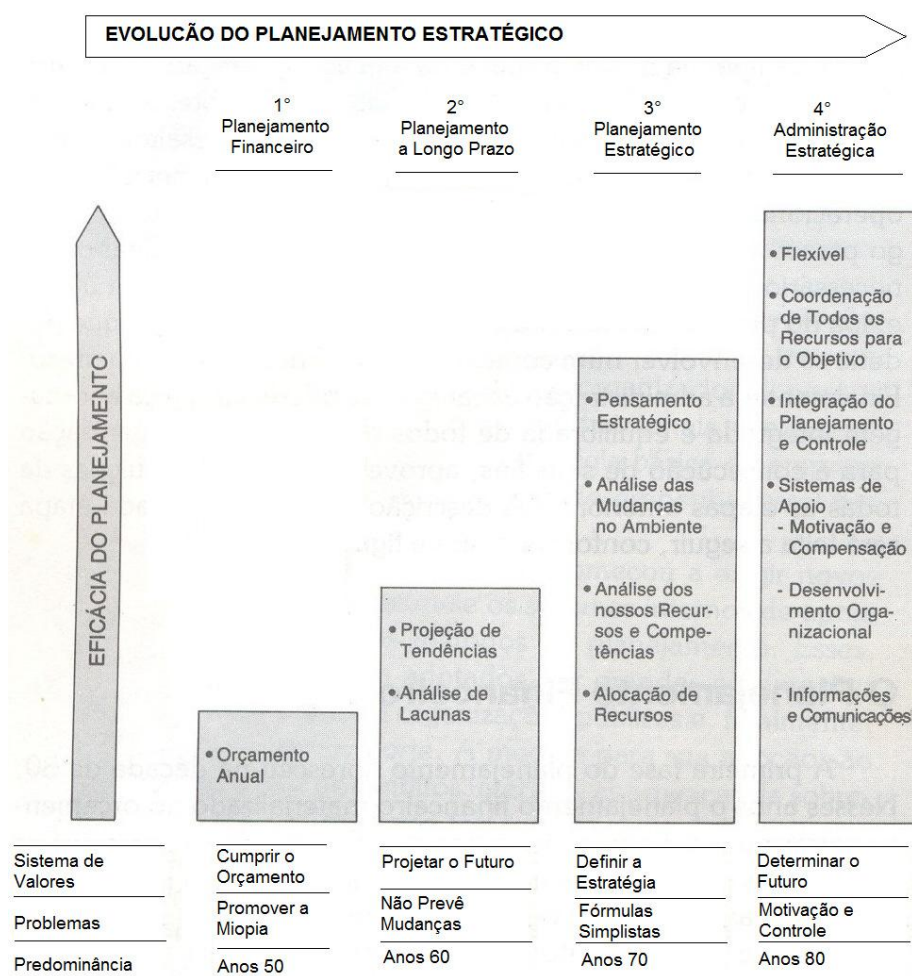 EVOLUCÃO DO PLANEJAMENTO ESTRATÉGICO
1°
Planejamento
Financeiro
2°
Planejamento
a Longo Prazo
3°
Planejamento
Estratégico
4°
Administração
Estratégica
EFICÁCIA DO PLANEJAMENTO
• Orçamento
Anual
• Projeção de
Tendências
• Análise de
Lacunas
• Pensamento
Estratégico
• Análise das
Mudanças
no Ambiente
• Análise dos
nossos Recur-
sos e Compe-
tências
• Alocação de
Recursos
• Flexível
• Coordenação
de Todos os
Recursos para
o Objetivo
• Integração do
Planejamento
e Controle
• Sistemas de
Apoio
- Motivação e
Compensação
- Desenvolvi-
mento Orga-
nizacional
- Informações
e Comunicações
Sistema de
Valores
Cumprir o
Orçamento
Projetar o Futuro
Definir a
Estratégia
Determinar o
Futuro
Problemas
Promover a
Miopia
Não Prevê
Mudanças
Fórmulas
Simplistas
Motivação e
Controle
Predominância
Anos 50
Anos 60
Anos 70
Anos 80